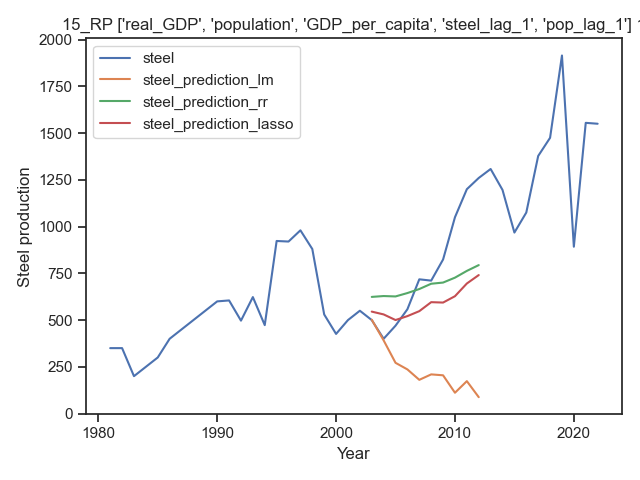 15_RP ['real_GDP', 'population', 'GDP_per_capita', 'steel_lag_1', 'pop_lag_1']
steel
steel_prediction_lm
steel_prediction_rr
steel_prediction_lasso
Steel production
2000
1750
1500
1250
1000
750
500
250
0
1980
1990
2000
2010
2020
Year